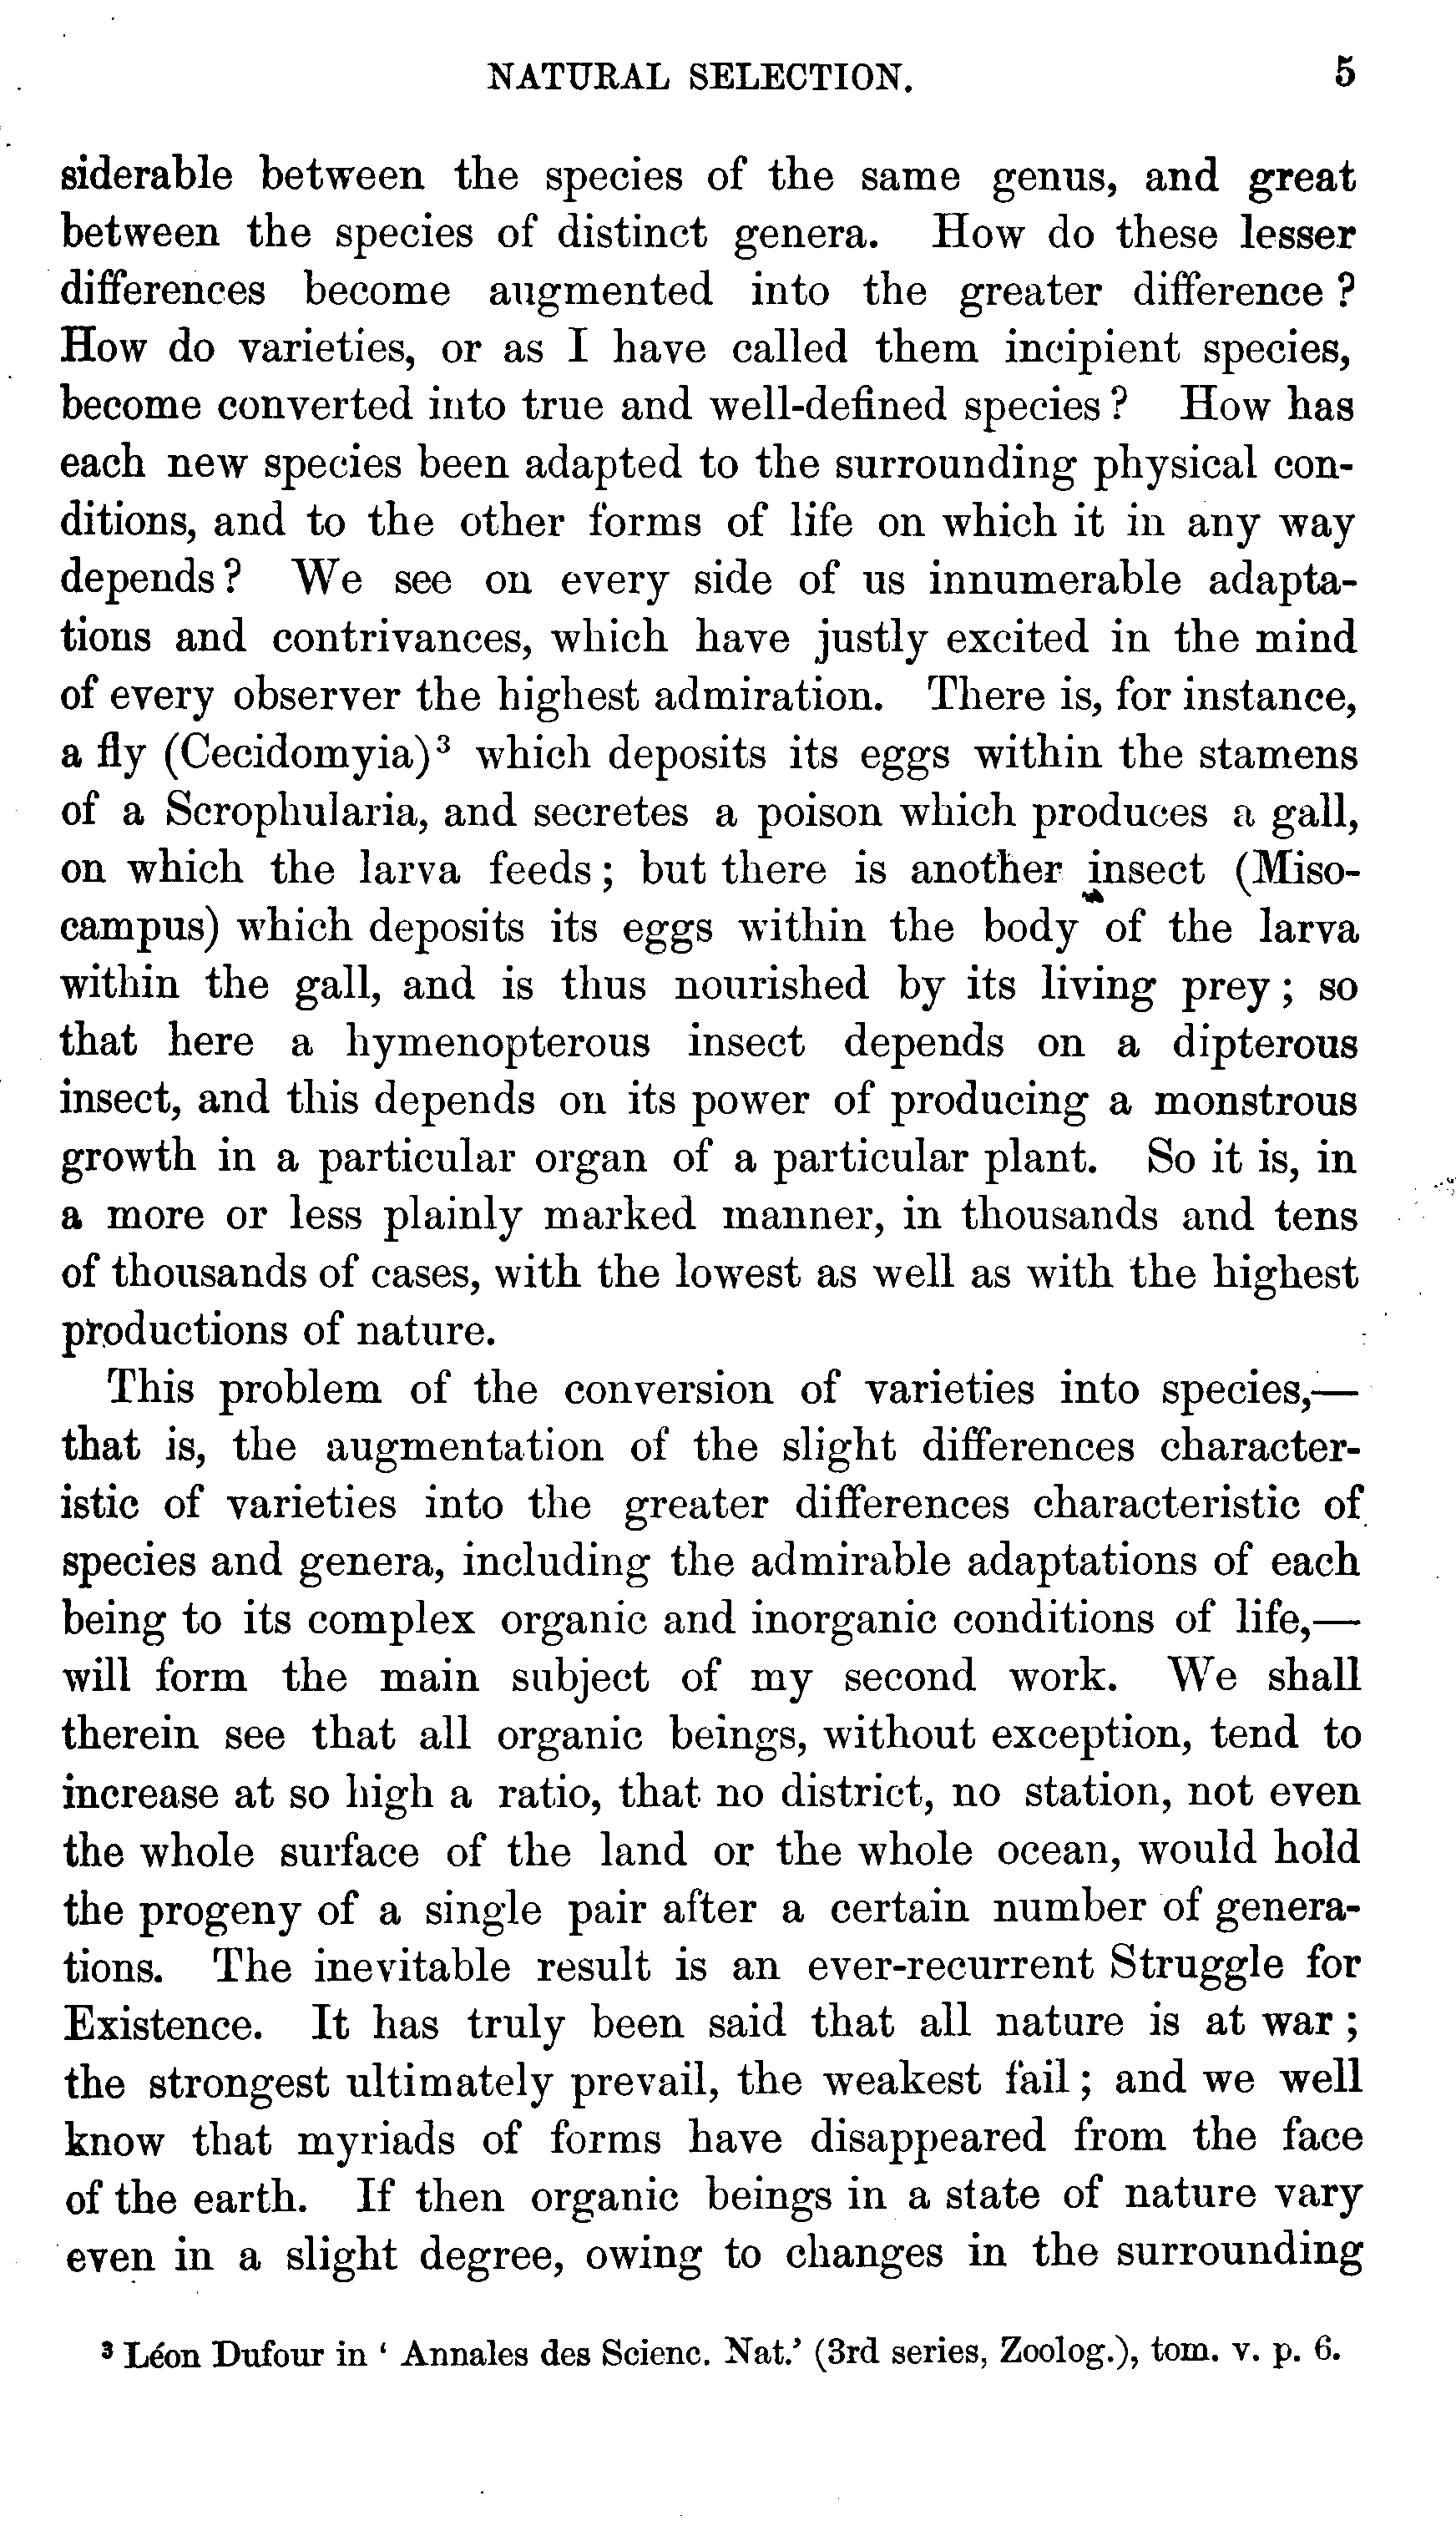 NATURAL SELECTION. 5
siderable between the species of the same genus, and great
between the species of distinct genera. How do these lesser
differences become augmented into the greater difference ?
How do varieties, or as I have called them incipient species,
become converted into true and well-defined species ? How has
each new species been adapted to the surrounding physical con-
ditions, and to the other forms of life on which it in any way
depends ? We see on every side of us innumerable adapta-
tions and contrivances, which have justly excited in the mind
of every observer the highest admiration. There is, for instance,
a fly (Cecidomyia)³ which deposits its eggs within the stamens
of a Scrophularia, and secretes a poison which produces a gall,
on which the larva feeds ; but there is another insect (Miso-
campus) which deposits its eggs within the body of the larva
within the gall, and is thus nourished by its living prey ; so
that here a hymenopterous insect depends on a dipterous
insect, and this depends on its power of producing a monstrous
growth in a particular organ of a particular plant. So it is, in
a more or less plainly marked manner, in thousands and tens
of thousands of cases, with the lowest as well as with the highest
productions of nature.
This problem of the conversion of varieties into species,—
that is, the augmentation of the slight differences character-
istic of varieties into the greater differences characteristic of
species and genera, including the admirable adaptations of each
being to its complex organic and inorganic conditions of life,—
will form the main subject of my second work. We shall
therein see that all organic beings, without exception, tend to
increase at so high a ratio, that no district, no station, not even
the whole surface of the land or the whole ocean, would hold
the progeny of a single pair after a certain number of genera-
tions. The inevitable result is an ever-recurrent Struggle for
Existence. It has truly been said that all nature is at war ;
the strongest ultimately prevail, the weakest fail ; and we well
know that myriads of forms have disappeared from the face
of the earth. If then organic beings in a state of nature vary
even in a slight degree, owing to changes in the surrounding
³ Léon Dufour in ‘ Annales des Scienc. Nat.’ (3rd series, Zoolog.), tom. v. p. 6.